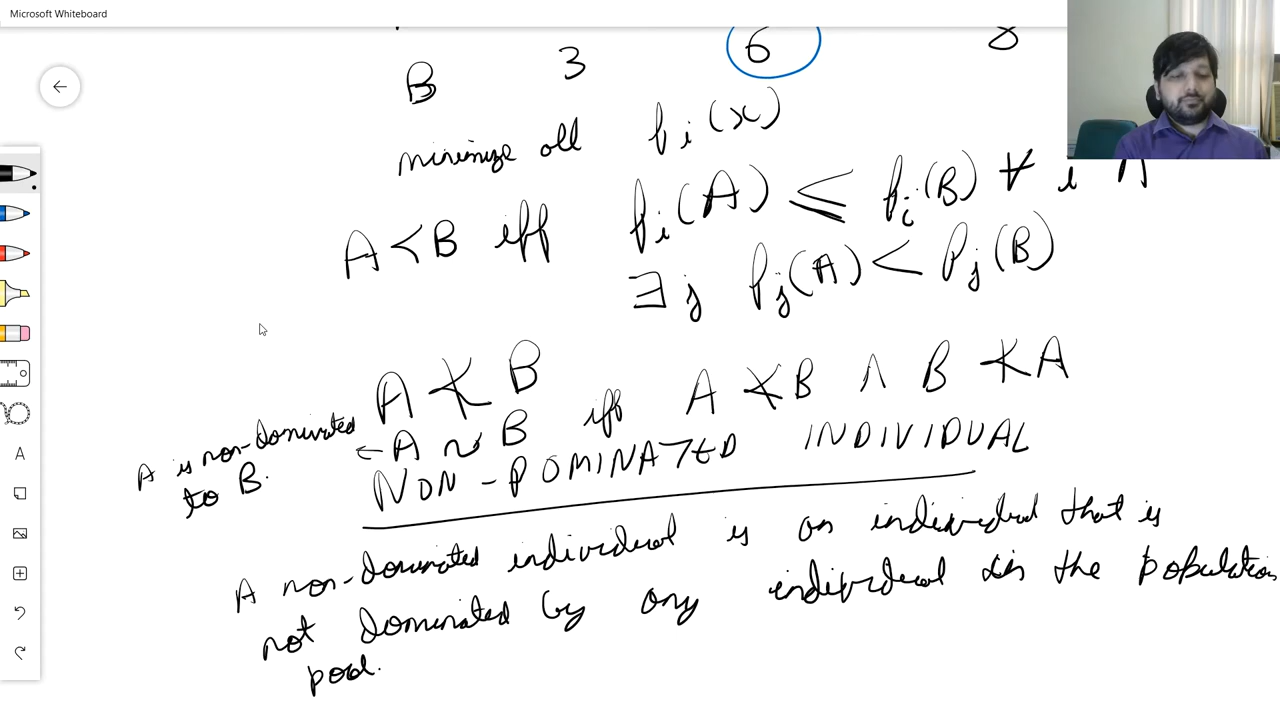 Microsoft Whiteboard
B 3 6 8
minimize all fi(x)
A ≺ B iff fi(A) ≤ fi(B) ∀ i ∧
∃ j fj(A) < fj(B)
A ⊀ B
A ~ B iff A ⊀ B ∧ B ⊀ A
← A is non-dominated to B.
NON-DOMINATED INDIVIDUAL
A non-dominated individual is an individual that is
not dominated by any individual in the population
pool.
A